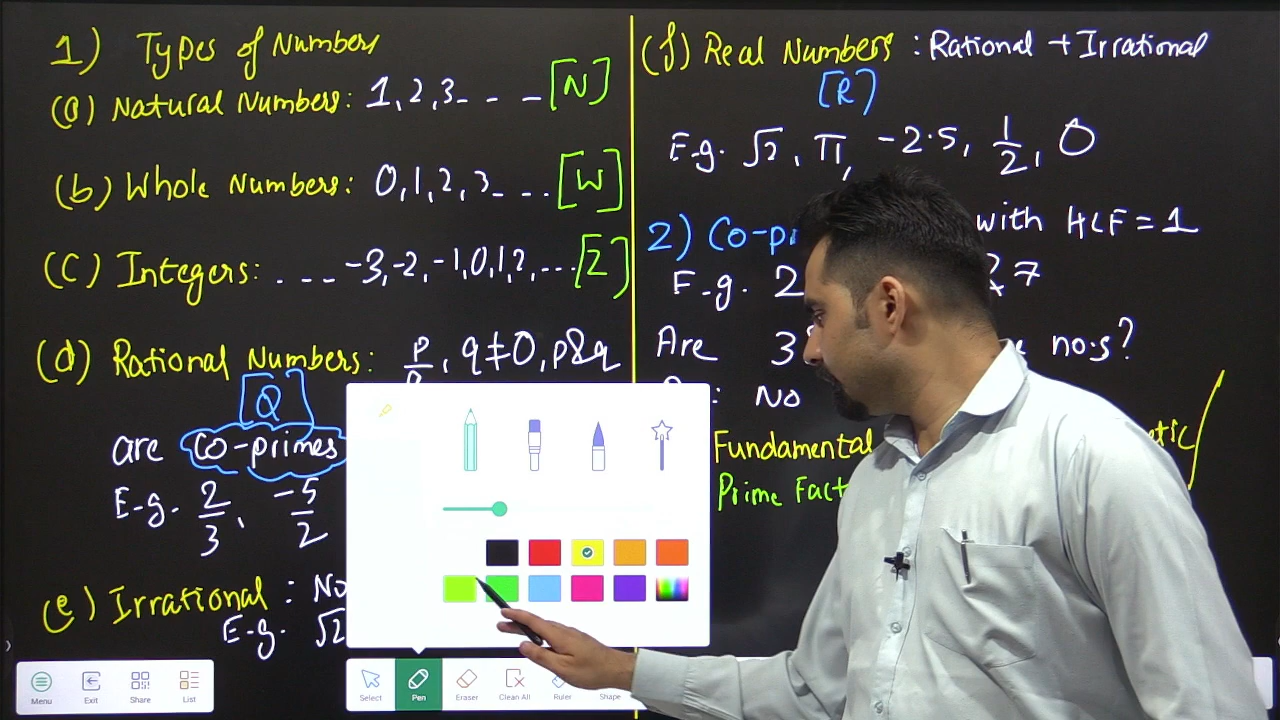 1) Types of Numbers
(a) Natural Numbers: 1, 2, 3 - - - [N]
(b) Whole Numbers: 0, 1, 2, 3 - - - [W]
(C) Integers: - - - -3, -2, -1, 0, 1, 2, ... [Z]
(d) Rational Numbers: p/q, q≠0, p&q
[Q]
are Co-primes
E.g. 2/3, -5/2
(e) Irrational : No
E.g. √2
(f) Real Numbers : Rational + Irrational
[R]
E.g. √2, π, -2.5, 1/2, 0
2) Co-pr with HCF = 1
E.g. 2 & 7
Are 3 no.s?
: No
Fundamental etic
Prime Fact
Menu Exit Share List
Select Pen Eraser Clean All Ruler Shape